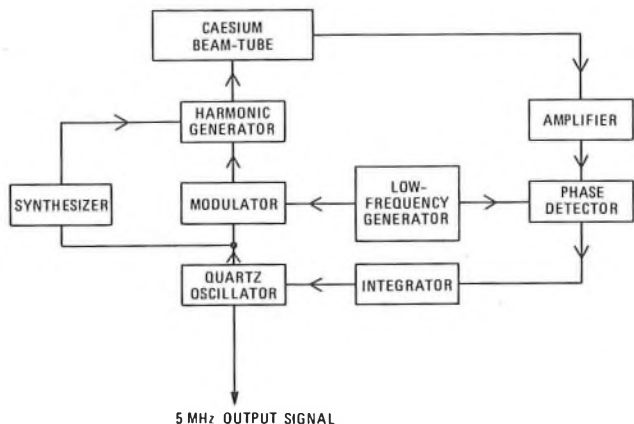 CAESIUM
BEAM-TUBE
HARMONIC
GENERATOR
AMPLIFIER
SYNTHESIZER
MODULATOR
LOW-
FREQUENCY
GENERATOR
PHASE
DETECTOR
QUARTZ
OSCILLATOR
INTEGRATOR
5 MHz OUTPUT SIGNAL